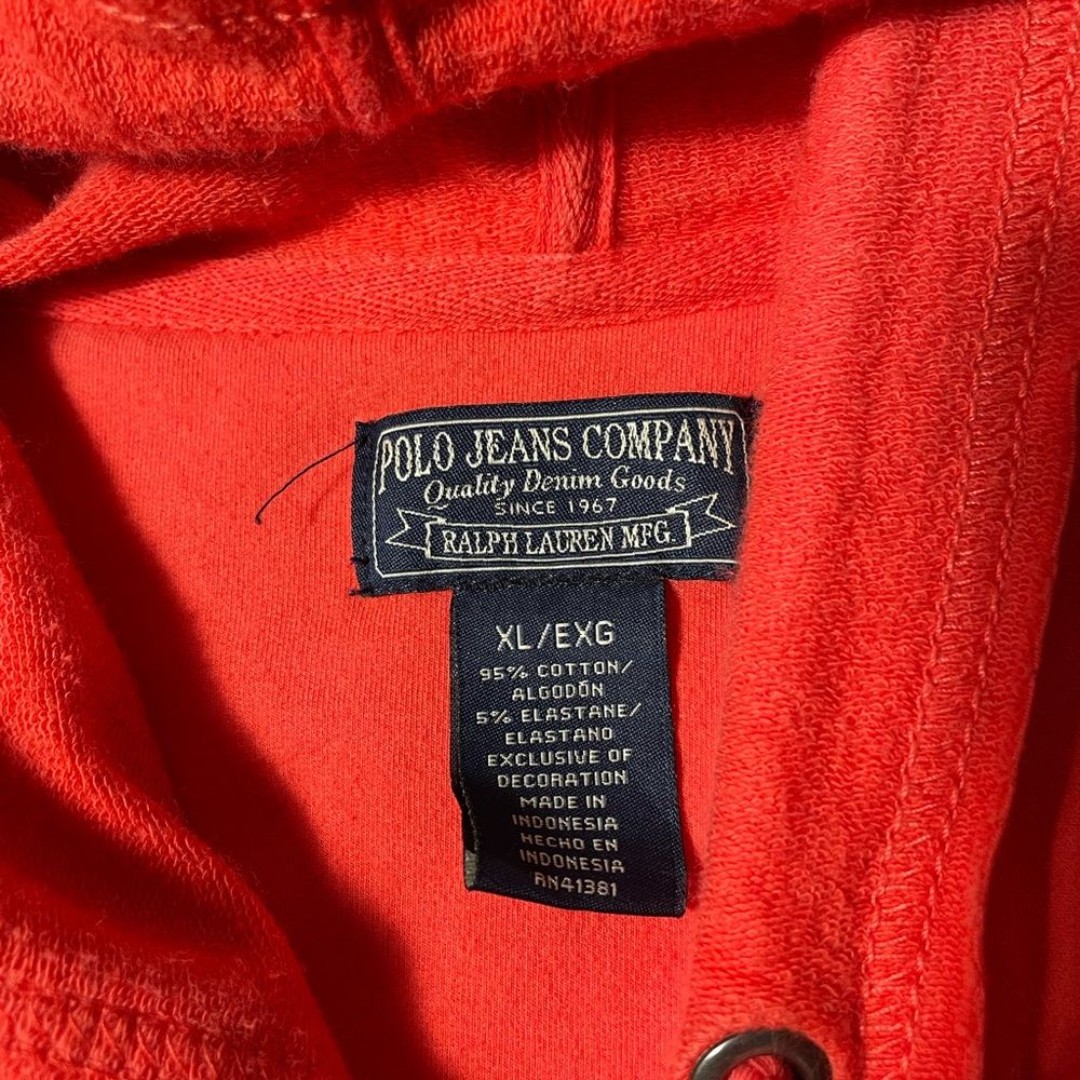 POLO JEANS COMPANY
Quality Denim Goods
SINCE 1967
RALPH LAUREN MFG.
XL/EXG
95% COTTON/
ALGODÓN
5% ELASTANE/
ELASTANO
EXCLUSIVE OF
DECORATION
MADE IN
INDONESIA
HECHO EN
INDONESIA
RN41381